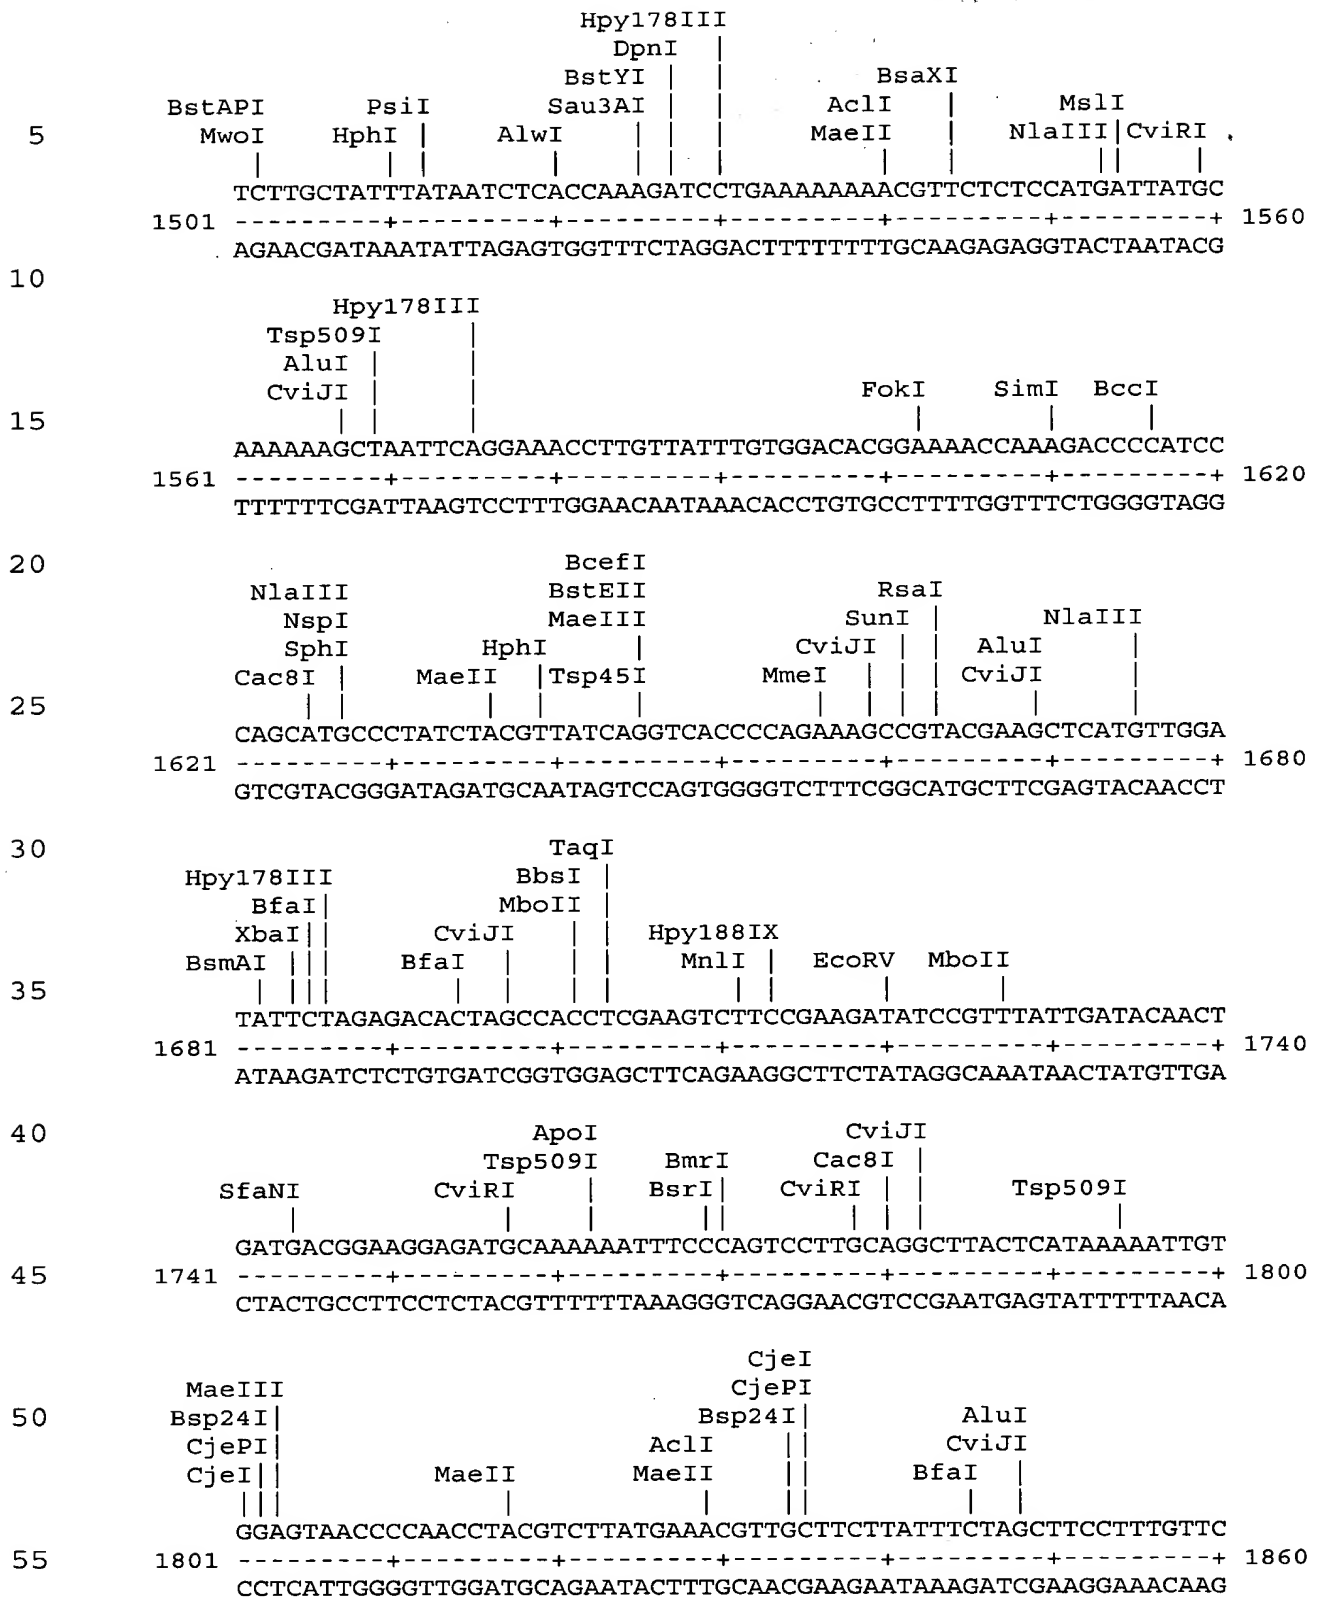 Hpy178III
DpnI |
BstYI | |
BsaXI
BstAPI PsiI Sau3AI | | AclI | MslI
5 MwoI HphI | AlwI | | | MaeII | NlaIII|CviRI
| | | | | | | | | || |
TCTTGCTATTTATAATCTCACCAAAGATCCTGAAAAAAAACGTTCTCTCCATGATTATGC
1501 ---------+---------+---------+---------+---------+---------+ 1560
AGAACGATAAATATTAGAGTGGTTTCTAGGACTTTTTTTTGCAAGAGAGGTACTAATACG
10
Hpy178III
Tsp509I |
AluI | |
CviJI | | FokI SimI BccI
15 | | | | | |
AAAAAAGCTAATTCAGGAAACCTTGTTATTTGTGGACACGGAAAACCAAAGACCCCATCC
1561 ---------+---------+---------+---------+---------+---------+ 1620
TTTTTTCGATTAAGTCCTTTGGAACAATAAACACCTGTGCCTTTTGGTTTCTGGGGTAGG
20 BcefI
NlaIII BstEII RsaI
NspI MaeIII SunI | NlaIII
SphI HphI | CviJI | | AluI |
Cac8I | MaeII |Tsp45I MmeI | | | CviJI |
25 | | | | | | | | | | |
CAGCATGCCCTATCTACGTTATCAGGTCACCCCAGAAAGCCGTACGAAGCTCATGTTGGA
1621 ---------+---------+---------+---------+---------+---------+ 1680
GTCGTACGGGATAGATGCAATAGTCCAGTGGGGTCTTTCGGCATGCTTCGAGTACAACCT
30 TaqI
Hpy178III BbsI |
BfaI| MboII |
XbaI|| CviJI | | Hpy188IX
BsmAI ||| BfaI | | | MnlI | EcoRV MboII
35 | ||| | | | | | | | |
TATTCTAGAGACACTAGCCACCTCGAAGTCTTCCGAAGATATCCGTTTATTGATACAACT
1681 ---------+---------+---------+---------+---------+---------+ 1740
ATAAGATCTCTGTGATCGGTGGAGCTTCAGAAGGCTTCTATAGGCAAATAACTATGTTGA
40 ApoI CviJI
Tsp509I BmrI Cac8I |
SfaNI CviRI | BsrI| CviRI | | Tsp509I
| | | || | | | |
GATGACGGAAGGAGATGCAAAAAATTTCCCAGTCCTTGCAGGCTTACTCATAAAAATTGT
45 1741 ---------+---------+---------+---------+---------+---------+ 1800
CTACTGCCTTCCTCTACGTTTTTTAAAGGGTCAGGAACGTCCGAATGAGTATTTTTAACA
CjeI
MaeIII CjePI
50 Bsp24I| Bsp24I| AluI
CjePI|| AclI || CviJI
CjeI||| MaeII MaeII || BfaI |
||| | | || | |
GGAGTAACCCCAACCTACGTCTTATGAAACGTTGCTTCTTATTTCTAGCTTCCTTTGTTC
55 1801 ---------+---------+---------+---------+---------+---------+ 1860
CCTCATTGGGGTTGGATGCAGAATACTTTGCAACGAAGAATAAAGATCGAAGGAAACAAG